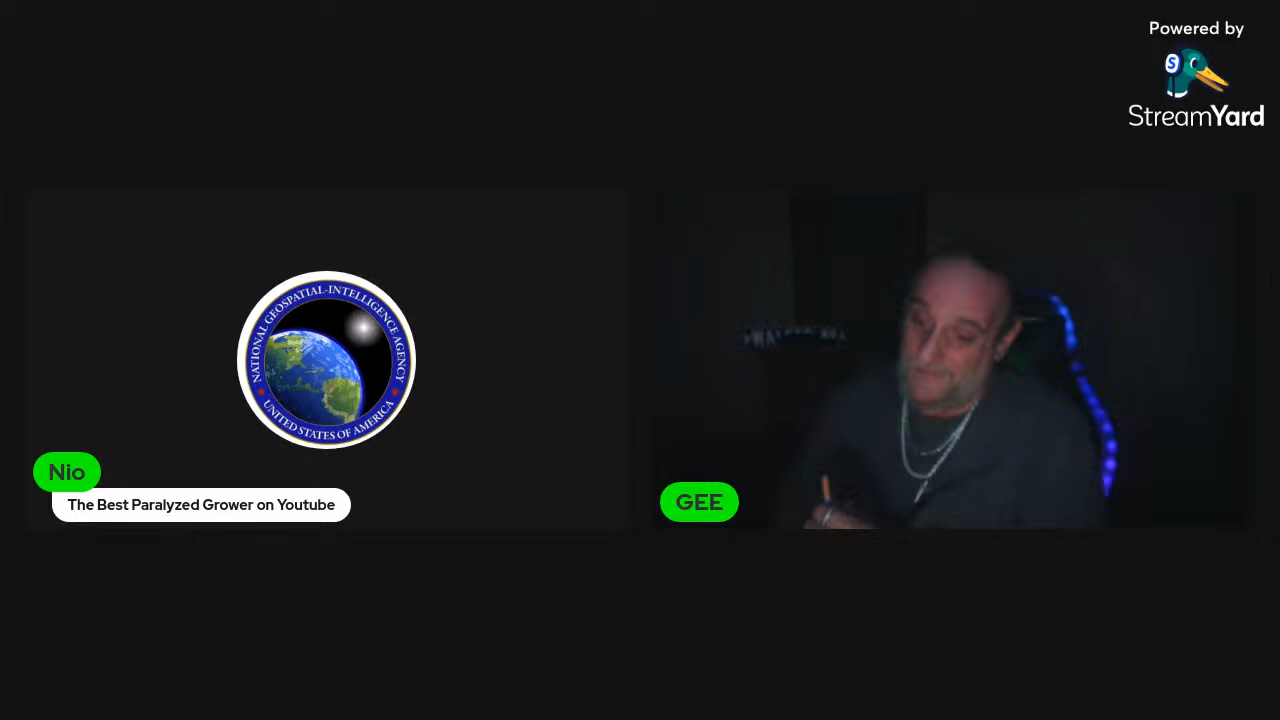 Powered by
S
StreamYard
NATIONAL GEOSPATIAL-INTELLIGENCE AGENCY
UNITED STATES OF AMERICA
Nio
The Best Paralyzed Grower on Youtube
GEE